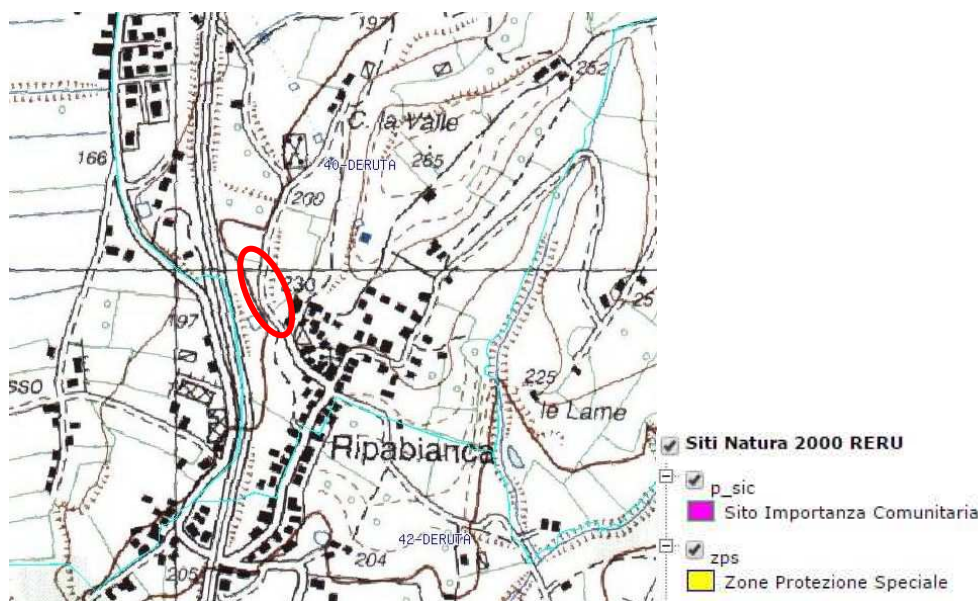 197
252
C. la Valle
166
265
40-DERUTA
200
230
197
25
SSO
225
le Lame
Ripabianca
42-DERUTA
204
205
Siti Natura 2000 RERU
p_sic
Sito Importanza Comunitaria
zps
Zone Protezione Speciale